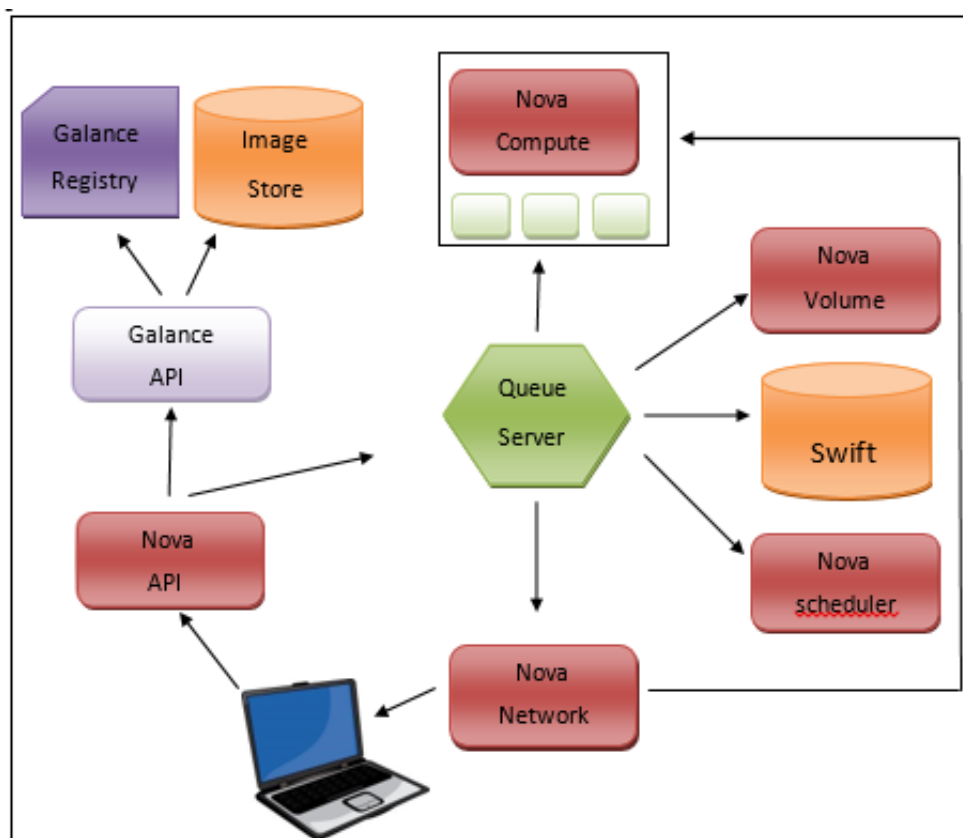 Galance
Registry
Image
Store
Nova
Compute
Nova
Volume
Galance
API
Queue
Server
Swift
Nova
API
Nova
scheduler
Nova
Network